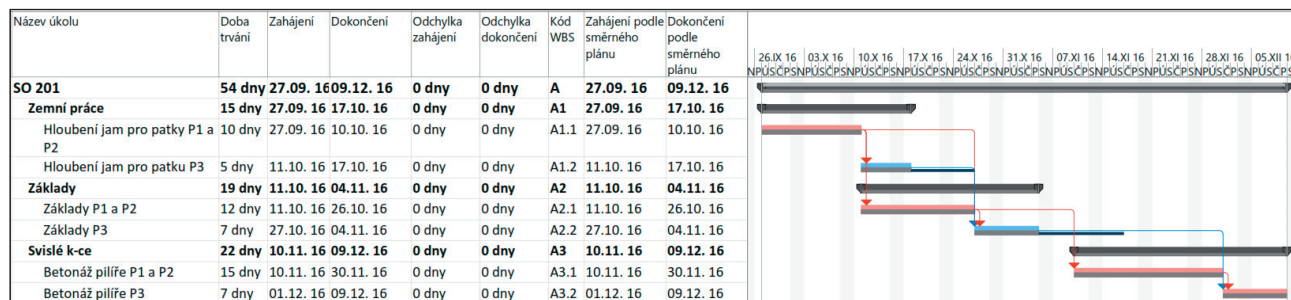 Název úkolu Doba trvání Zahájení Dokončení Odchylka zahájení Odchylka dokončení Kód WBS Zahájení podle směrného plánu Dokončení podle směrného plánu
26.IX 16 03.X 16 10.X 16 17.X 16 24.X 16 31.X 16 07.XI 16 14.XI 16 21.XI 16 28.XI 16 05.XII 16
NPÚSČPSNPÚSČPSNPÚSČPSNPÚSČPSNPÚSČPSNPÚSČPSNPÚSČPSNPÚSČPSNPÚSČPSNPÚSČPSNPÚSČP
SO 201 54 dny 27.09. 16 09.12. 16 0 dny 0 dny A 27.09. 16 09.12. 16
Zemní práce 15 dny 27.09. 16 17.10. 16 0 dny 0 dny A1 27.09. 16 17.10. 16
Hloubení jam pro patky P1 a P2 10 dny 27.09. 16 10.10. 16 0 dny 0 dny A1.1 27.09. 16 10.10. 16
Hloubení jam pro patku P3 5 dny 11.10. 16 17.10. 16 0 dny 0 dny A1.2 11.10. 16 17.10. 16
Základy 19 dny 11.10. 16 04.11. 16 0 dny 0 dny A2 11.10. 16 04.11. 16
Základy P1 a P2 12 dny 11.10. 16 26.10. 16 0 dny 0 dny A2.1 11.10. 16 26.10. 16
Základy P3 7 dny 27.10. 16 04.11. 16 0 dny 0 dny A2.2 27.10. 16 04.11. 16
Svislé k-ce 22 dny 10.11. 16 09.12. 16 0 dny 0 dny A3 10.11. 16 09.12. 16
Betonáž pilíře P1 a P2 15 dny 10.11. 16 30.11. 16 0 dny 0 dny A3.1 10.11. 16 30.11. 16
Betonáž pilíře P3 7 dny 01.12. 16 09.12. 16 0 dny 0 dny A3.2 01.12. 16 09.12. 16